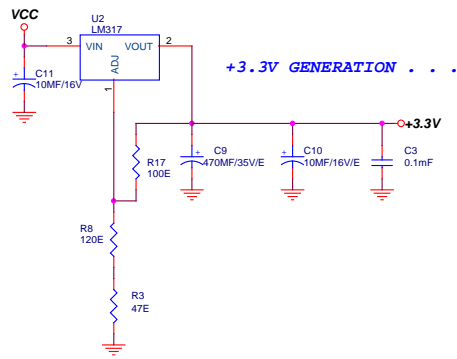 VCC
U2
LM317
3
VIN
VOUT
2
ADJ
1
+3.3V GENERATION . . .
C11
+
10MF/16V
+3.3V
R17
100E
+
C9
470MF/35V/E
+
C10
10MF/16V/E
C3
0.1mF
R8
120E
R3
47E